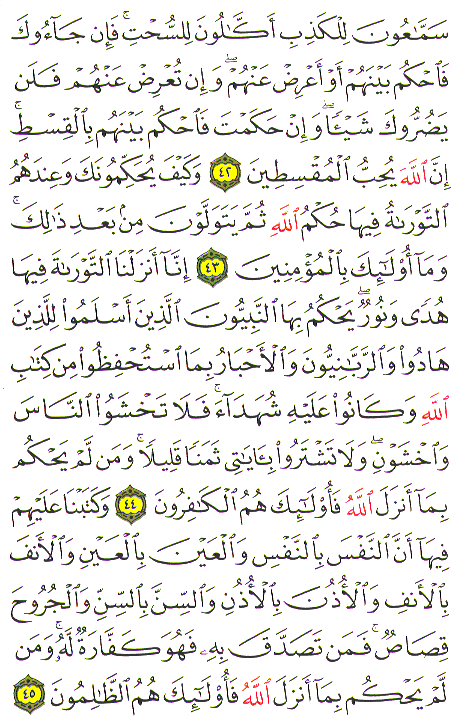 سَمَّٰعُونَ لِلْكَذِبِ أَكَّٰلُونَ لِلسُّحْتِ ۚ فَإِن جَآءُوكَ
فَٱحْكُم بَيْنَهُمْ أَوْ أَعْرِضْ عَنْهُمْ ۖ وَإِن تُعْرِضْ عَنْهُمْ فَلَن
يَضُرُّوكَ شَيْـًٔا ۖ وَإِنْ حَكَمْتَ فَٱحْكُم بَيْنَهُم بِٱلْقِسْطِ ۚ
إِنَّ ٱللَّهَ يُحِبُّ ٱلْمُقْسِطِينَ ٤٢ وَكَيْفَ يُحَكِّمُونَكَ وَعِندَهُمُ
ٱلتَّوْرَىٰةُ فِيهَا حُكْمُ ٱللَّهِ ثُمَّ يَتَوَلَّوْنَ مِنۢ بَعْدِ ذَٰلِكَ ۚ
وَمَآ أُو۟لَٰٓئِكَ بِٱلْمُؤْمِنِينَ ٤٣ إِنَّآ أَنزَلْنَا ٱلتَّوْرَىٰةَ فِيهَا
هُدًى وَنُورٌ ۚ يَحْكُمُ بِهَا ٱلنَّبِيُّونَ ٱلَّذِينَ أَسْلَمُوا۟ لِلَّذِينَ
هَادُوا۟ وَٱلرَّبَّٰنِيُّونَ وَٱلْأَحْبَارُ بِمَا ٱسْتُحْفِظُوا۟ مِن كِتَٰبِ
ٱللَّهِ وَكَانُوا۟ عَلَيْهِ شُهَدَآءَ ۚ فَلَا تَخْشَوُا۟ ٱلنَّاسَ
وَٱخْشَوْنِ ۖ وَلَا تَشْتَرُوا۟ بِـَٔايَٰتِى ثَمَنًا قَلِيلًا ۚ وَمَن لَّمْ يَحْكُم
بِمَآ أَنزَلَ ٱللَّهُ فَأُو۟لَٰٓئِكَ هُمُ ٱلْكَٰفِرُونَ ٤٤ وَكَتَبْنَا عَلَيْهِمْ
فِيهَآ أَنَّ ٱلنَّفْسَ بِٱلنَّفْسِ وَٱلْعَيْنَ بِٱلْعَيْنِ وَٱلْأَنفَ
بِٱلْأَنفِ وَٱلْأُذُنَ بِٱلْأُذُنِ وَٱلسِّنَّ بِٱلسِّنِّ وَٱلْجُرُوحَ
قِصَاصٌ ۚ فَمَن تَصَدَّقَ بِهِۦ فَهُوَ كَفَّارَةٌ لَّهُۥ ۚ وَمَن
لَّمْ يَحْكُم بِمَآ أَنزَلَ ٱللَّهُ فَأُو۟لَٰٓئِكَ هُمُ ٱلظَّٰلِمُونَ ٤٥